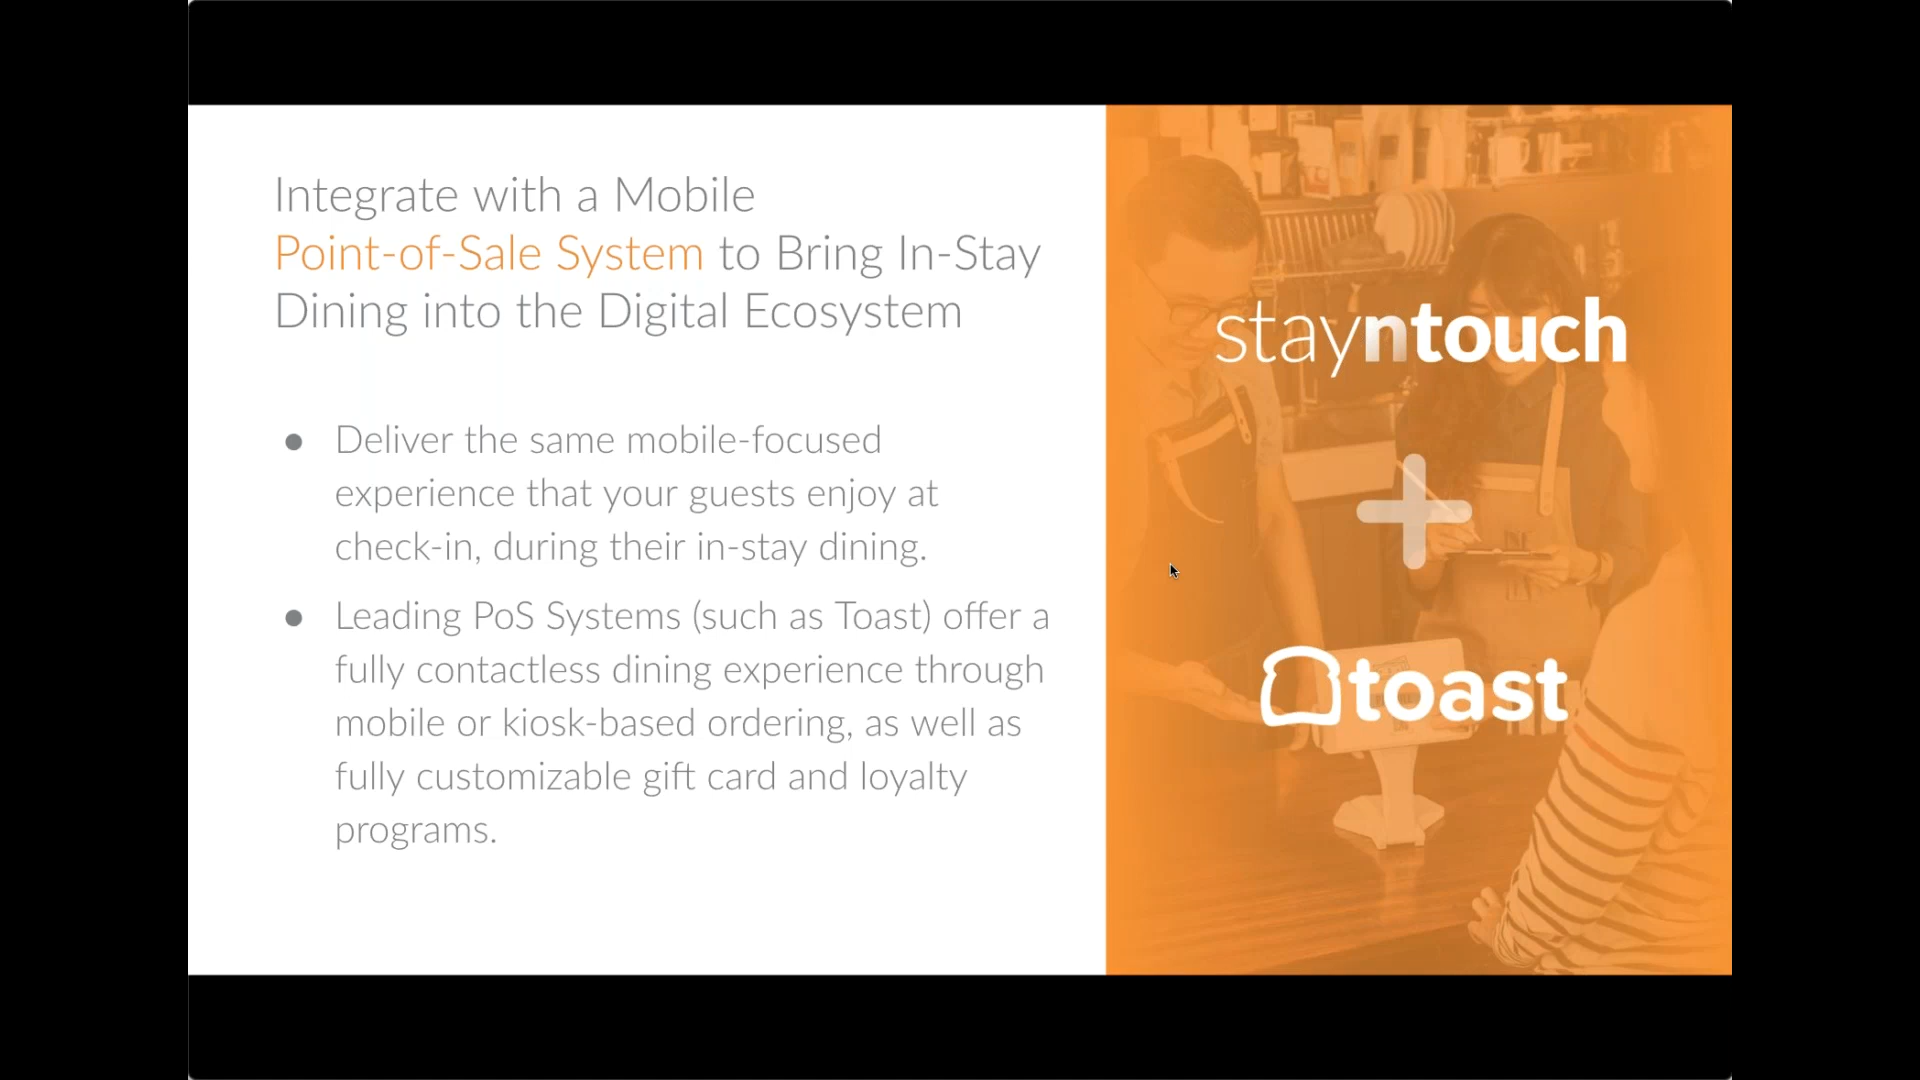 Integrate with a Mobile
Point-of-Sale System to Bring In-Stay
Dining into the Digital Ecosystem
● Deliver the same mobile-focused
experience that your guests enjoy at
check-in, during their in-stay dining.
● Leading PoS Systems (such as Toast) offer a
fully contactless dining experience through
mobile or kiosk-based ordering, as well as
fully customizable gift card and loyalty
programs.
stayntouch
+
toast